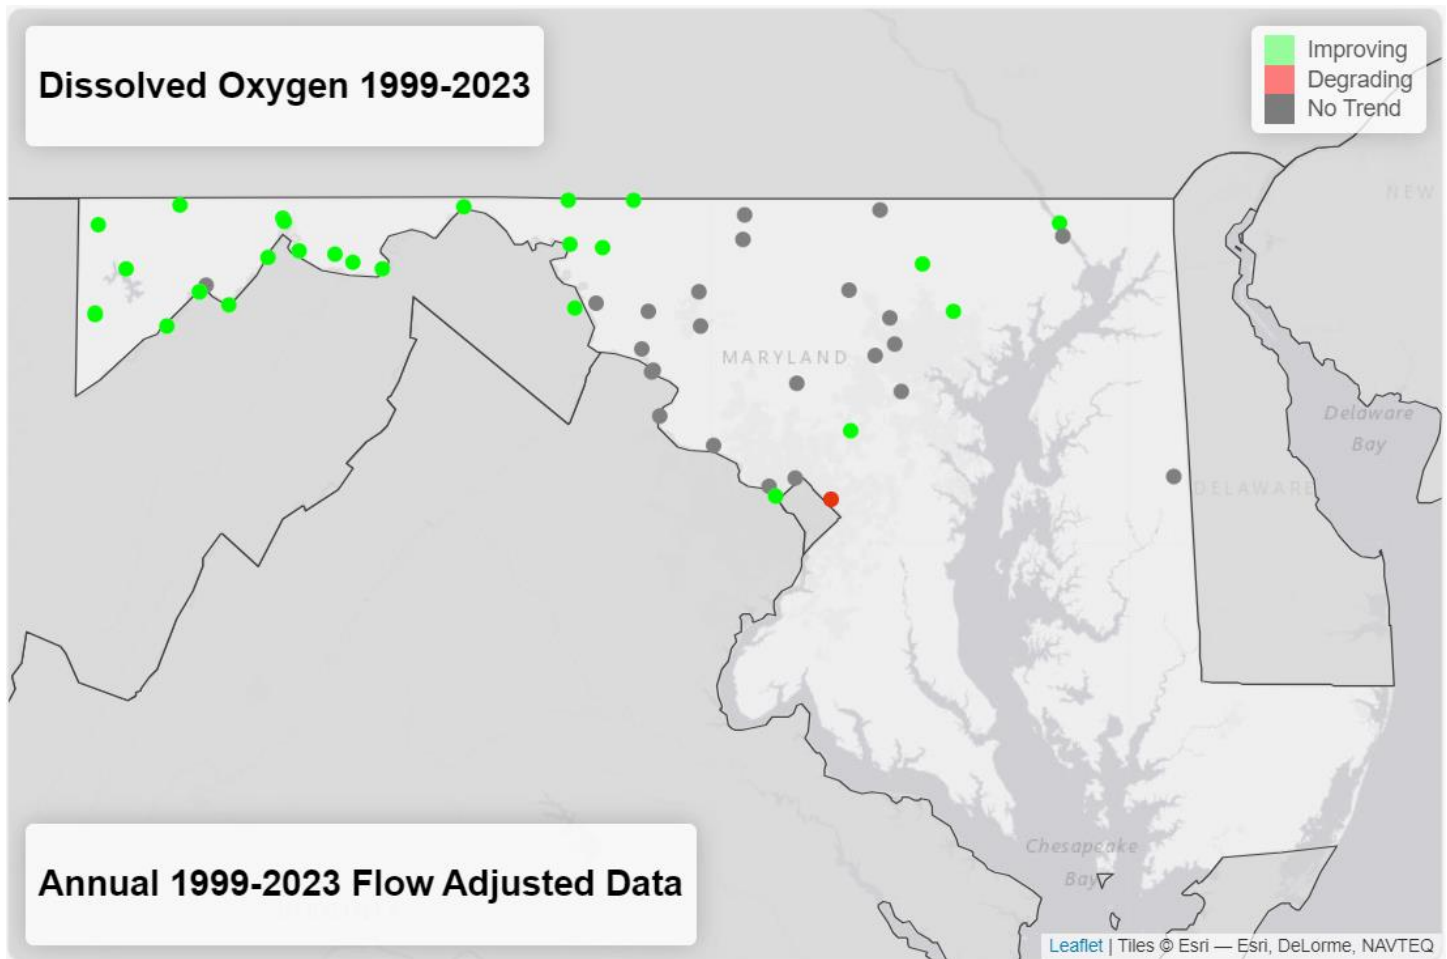 Dissolved Oxygen 1999-2023
Improving
Degrading
No Trend
NEW
MARYLAND
Delaware
Bay
DELAWARE
Chesapeake
Bay
Annual 1999-2023 Flow Adjusted Data
Leaflet | Tiles © Esri — Esri, DeLorme, NAVTEQ